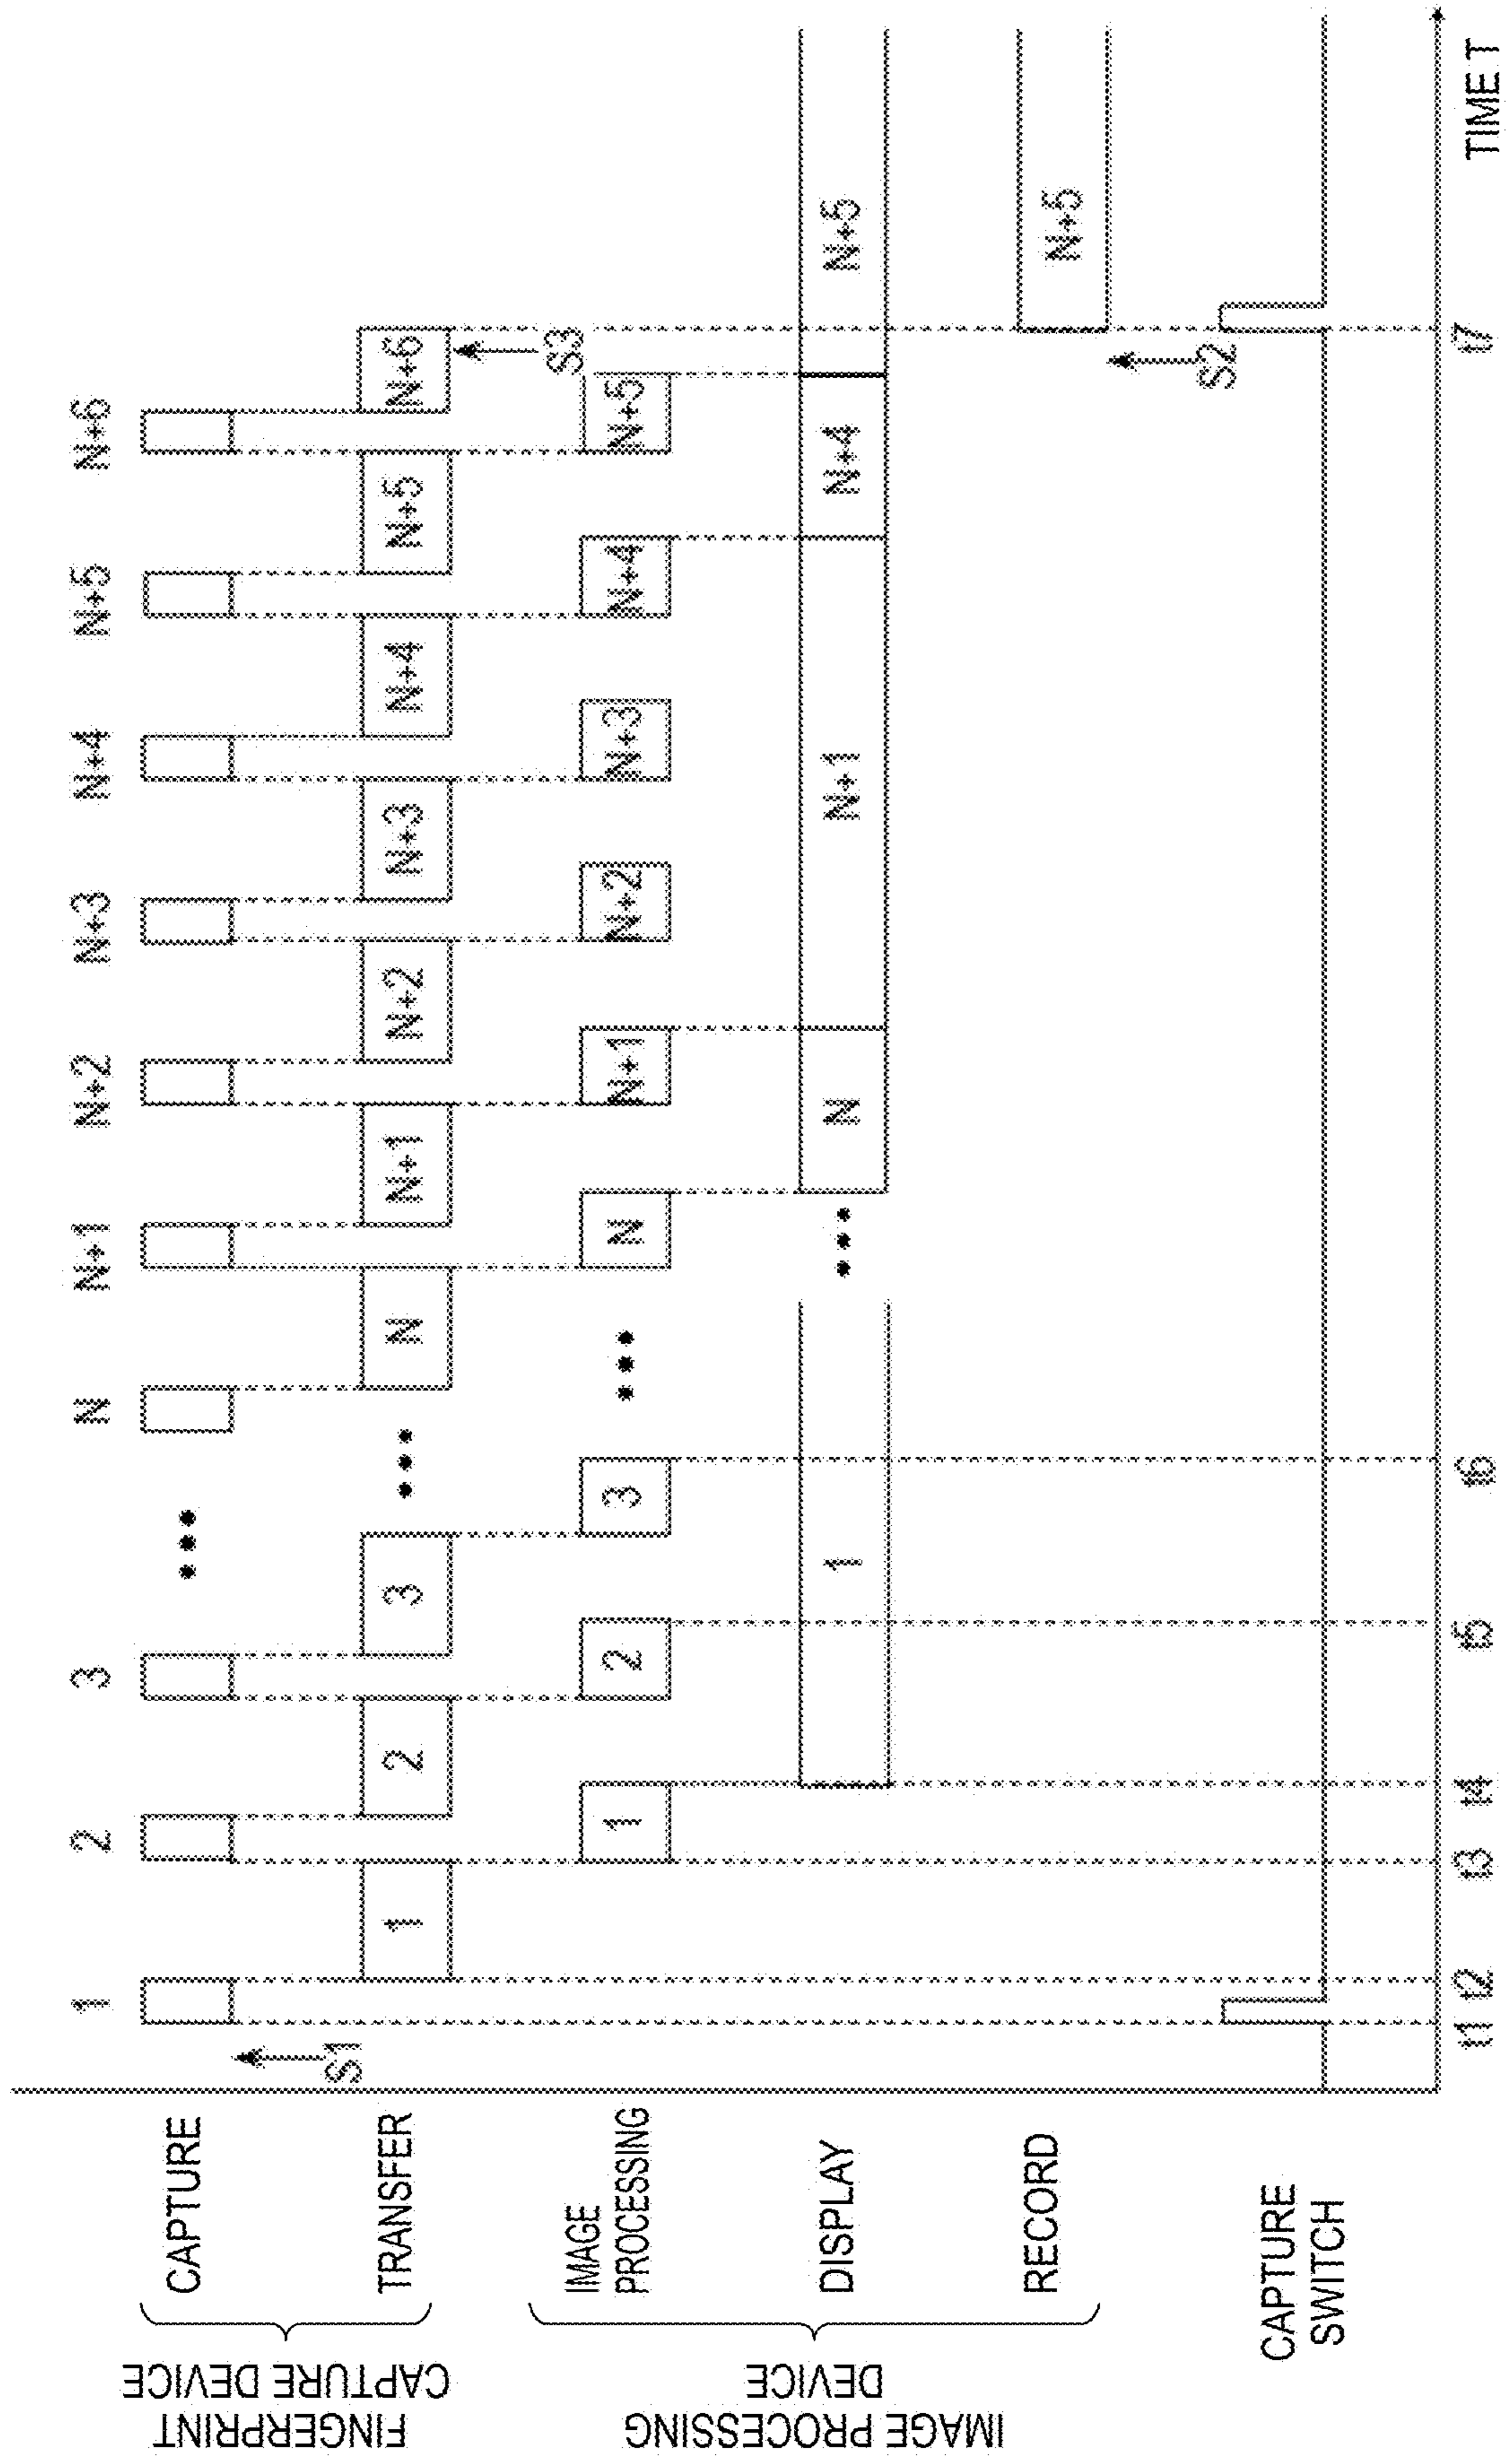 1 2 3 N N+1 N+2 N+3 N+4 N+5 N+6
FINGERPRINT
CAPTURE DEVICE
CAPTURE
S1
TRANSFER
1 2 3 N N+1 N+2 N+3 N+4 N+5 N+6
S3
IMAGE PROCESSING
DEVICE
IMAGE
PROCESSING
1 2 3 N N+1 N+2 N+3 N+4 N+5
DISPLAY
1 N N+1 N+4 N+5
RECORD
N+5
S2
CAPTURE
SWITCH
t1 t2 t3 t4 t5 t6 t7
TIME T